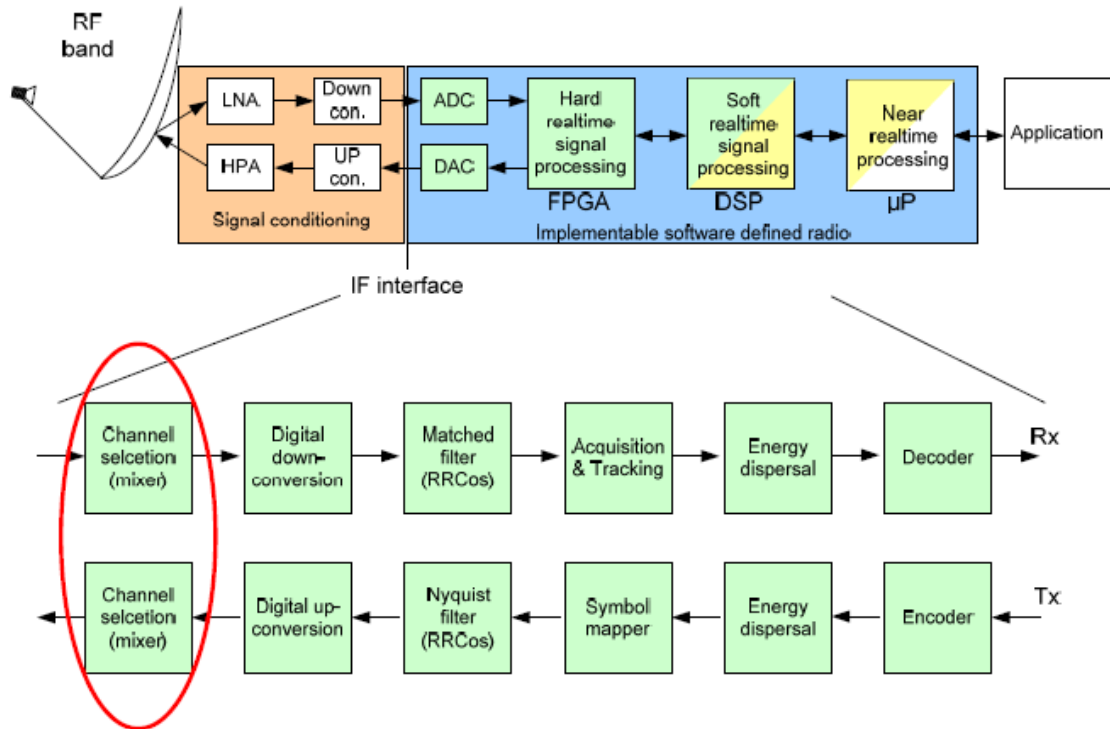 RF
band
LNA
Down
con.
ADC
Hard
realtime
signal
processing
Soft
realtime
signal
processing
Near
realtime
processing
Application
HPA
UP
con.
DAC
FPGA
DSP
µP
Signal conditioning
Implementable software defined radio
IF interface
Channel
selcetion
(mixer)
Digital
down-
conversion
Matched
filter
(RRCos)
Acquisition
& Tracking
Energy
dispersal
Decoder
Rx
Channel
selcetion
(mixer)
Digital up-
conversion
Nyquist
filter
(RRCos)
Symbol
mapper
Energy
dispersal
Encoder
Tx